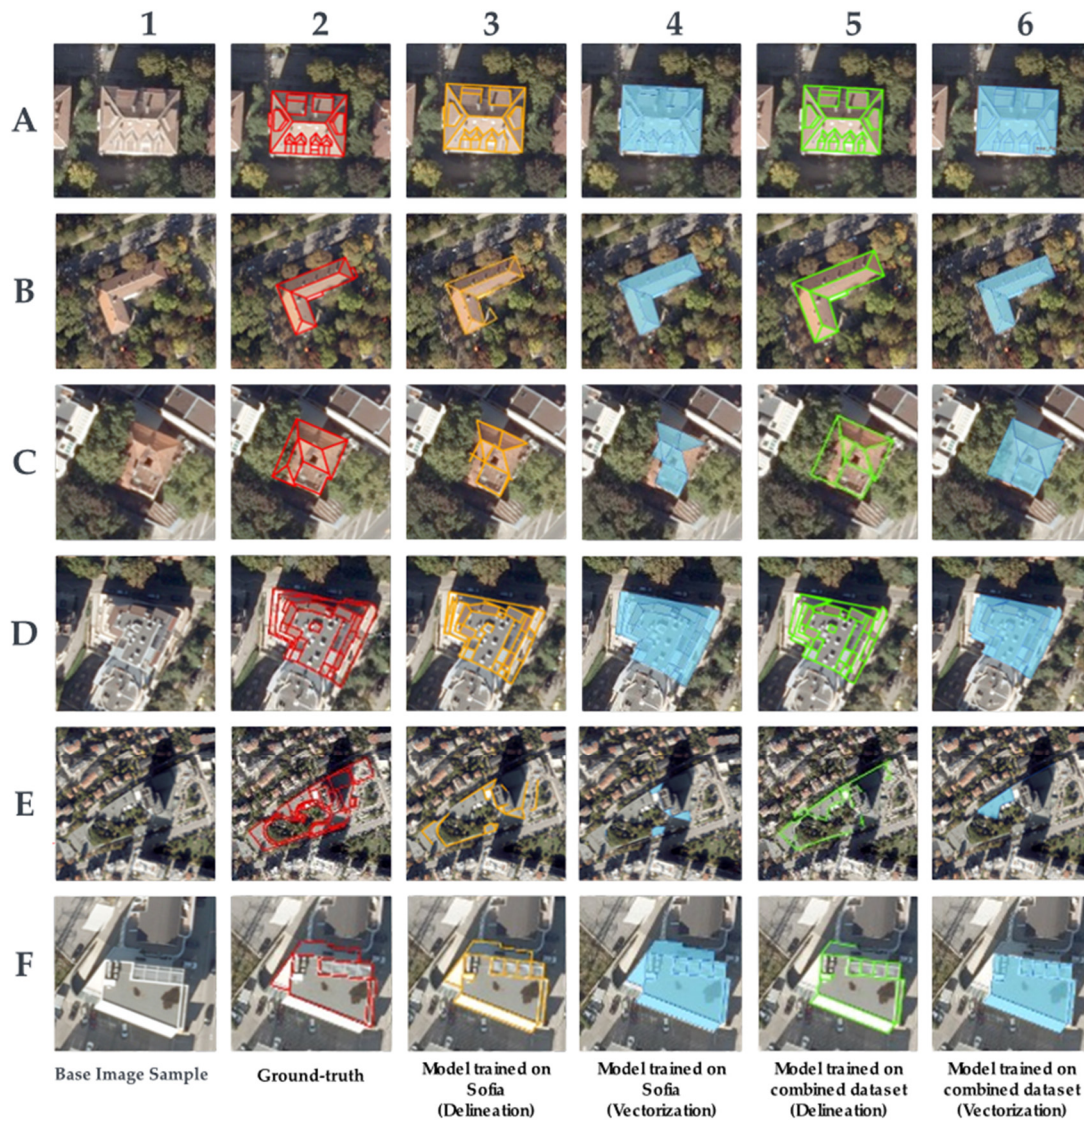 1 2 3 4 5 6
A
B
C
D
E
F
Base Image Sample
Ground-truth
Model trained on
Sofia
(Delineation)
Model trained on
Sofia
(Vectorization)
Model trained on
combined dataset
(Delineation)
Model trained on
combined dataset
(Vectorization)